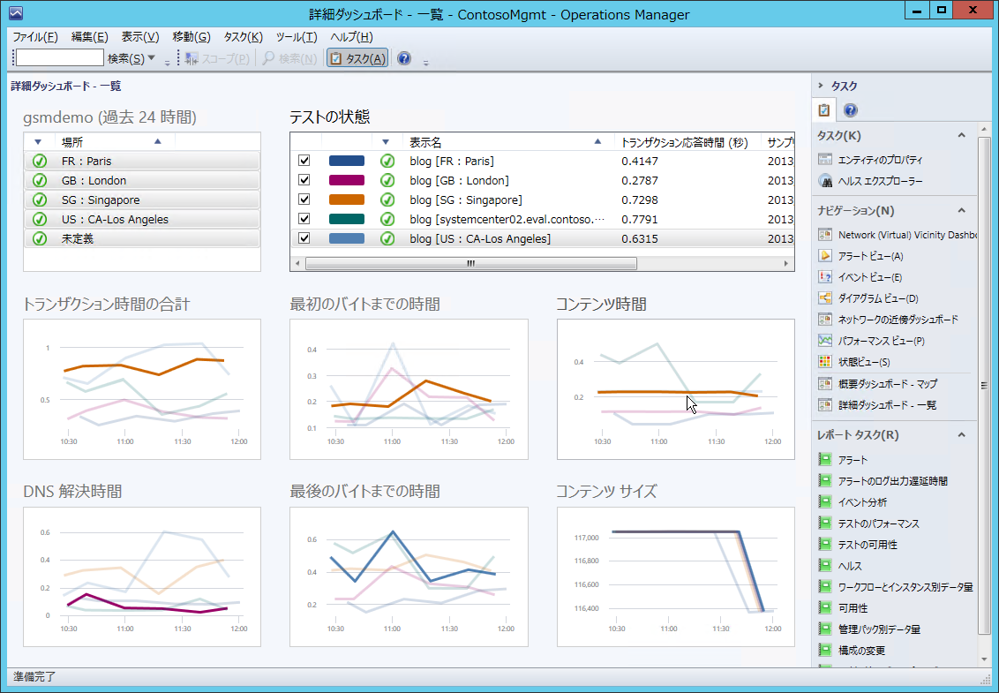 詳細ダッシュボード - 一覧 - ContosoMgmt - Operations Manager
ファイル(F) 編集(E) 表示(V) 移動(G) タスク(K) ツール(T) ヘルプ(H)
検索(S) スコープ(P) 検索(N) タスク(A)
詳細ダッシュボード - 一覧
gsmdemo (過去 24 時間)
場所
FR : Paris
GB : London
SG : Singapore
US : CA-Los Angeles
未定義
テストの状態
表示名 トランザクション応答時間 (秒) サンプ
blog [FR : Paris] 0.4147 2013
blog [GB : London] 0.2787 2013
blog [SG : Singapore] 0.7298 2013
blog [systemcenter02.eval.contoso.… 0.7791 2013
blog [US : CA-Los Angeles] 0.6315 2013
トランザクション時間の合計
1
0.5
10:30 11:00 11:30 12:00
最初のバイトまでの時間
0.4
0.3
0.2
0.1
10:30 11:00 11:30 12:00
コンテンツ時間
0.4
0.2
10:30 11:00 11:30 12:00
DNS 解決時間
0.6
0.4
0.2
0
10:30 11:00 11:30 12:00
最後のバイトまでの時間
0.6
0.4
0.2
10:30 11:00 11:30 12:00
コンテンツ サイズ
117,000
116,800
116,600
116,400
10:30 11:00 11:30 12:00
タスク
タスク(K)
エンティティのプロパティ
ヘルス エクスプローラー
ナビゲーション(N)
Network (Virtual) Vicinity Dashbo
アラート ビュー(A)
イベント ビュー(E)
ダイアグラム ビュー(D)
ネットワークの近傍ダッシュボード
パフォーマンス ビュー(P)
状態ビュー(S)
概要ダッシュボード - マップ
詳細ダッシュボード - 一覧
レポート タスク(R)
アラート
アラートのログ出力遅延時間
イベント分析
テストのパフォーマンス
テストの可用性
ヘルス
ワークフローとインスタンス別データ量
可用性
管理パック別データ量
構成の変更
準備完了